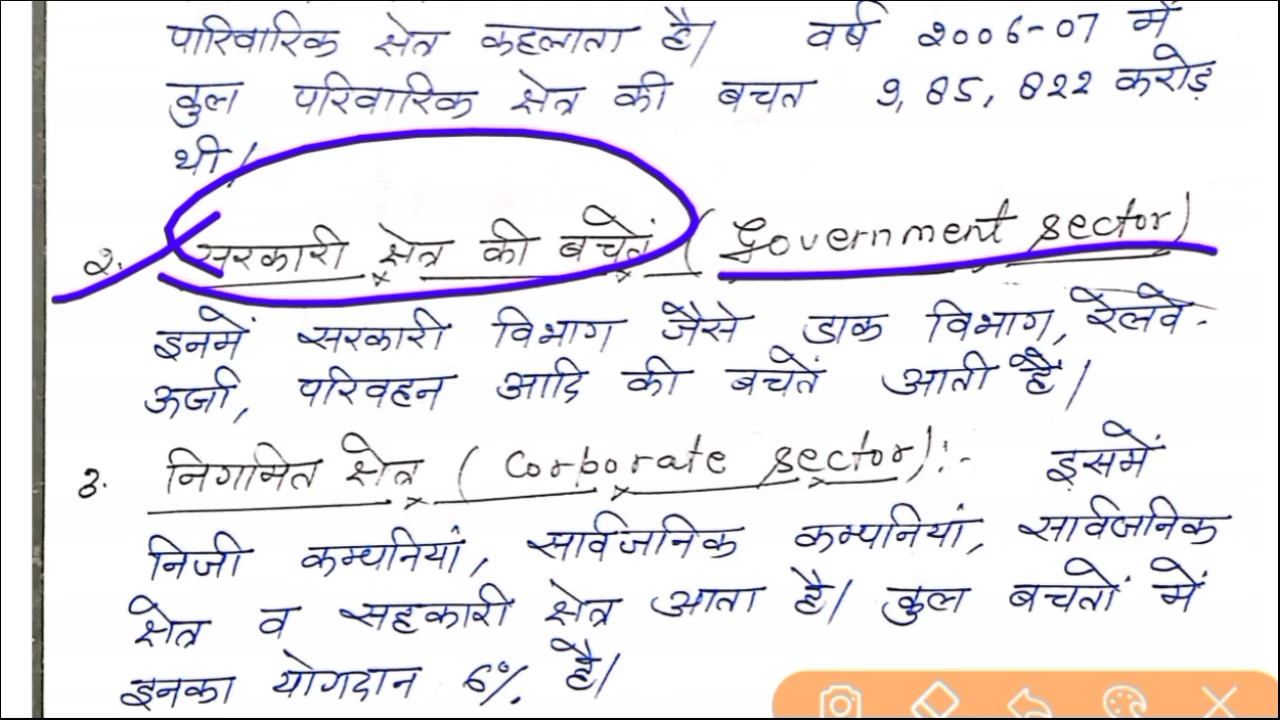 पारिवारिक क्षेत्र कहलाता है। वर्ष 2006-07 में
कुल परिवारिक क्षेत्र की बचत 9,85,822 करोड़
थी।
2. सरकारी क्षेत्र की बचतें (Government sector)
इनमें सरकारी विभाग जैसे डाक विभाग, रेलवे.
ऊर्जा, परिवहन आदि की बचतें आती हैं।
3. निगमित क्षेत्र (Corporate sector):- इसमें
निजी कम्पनियां, सार्वजनिक कम्पनियां, सार्वजनिक
क्षेत्र व सहकारी क्षेत्र आता है। कुल बचतों में
इनका योगदान 6% है।